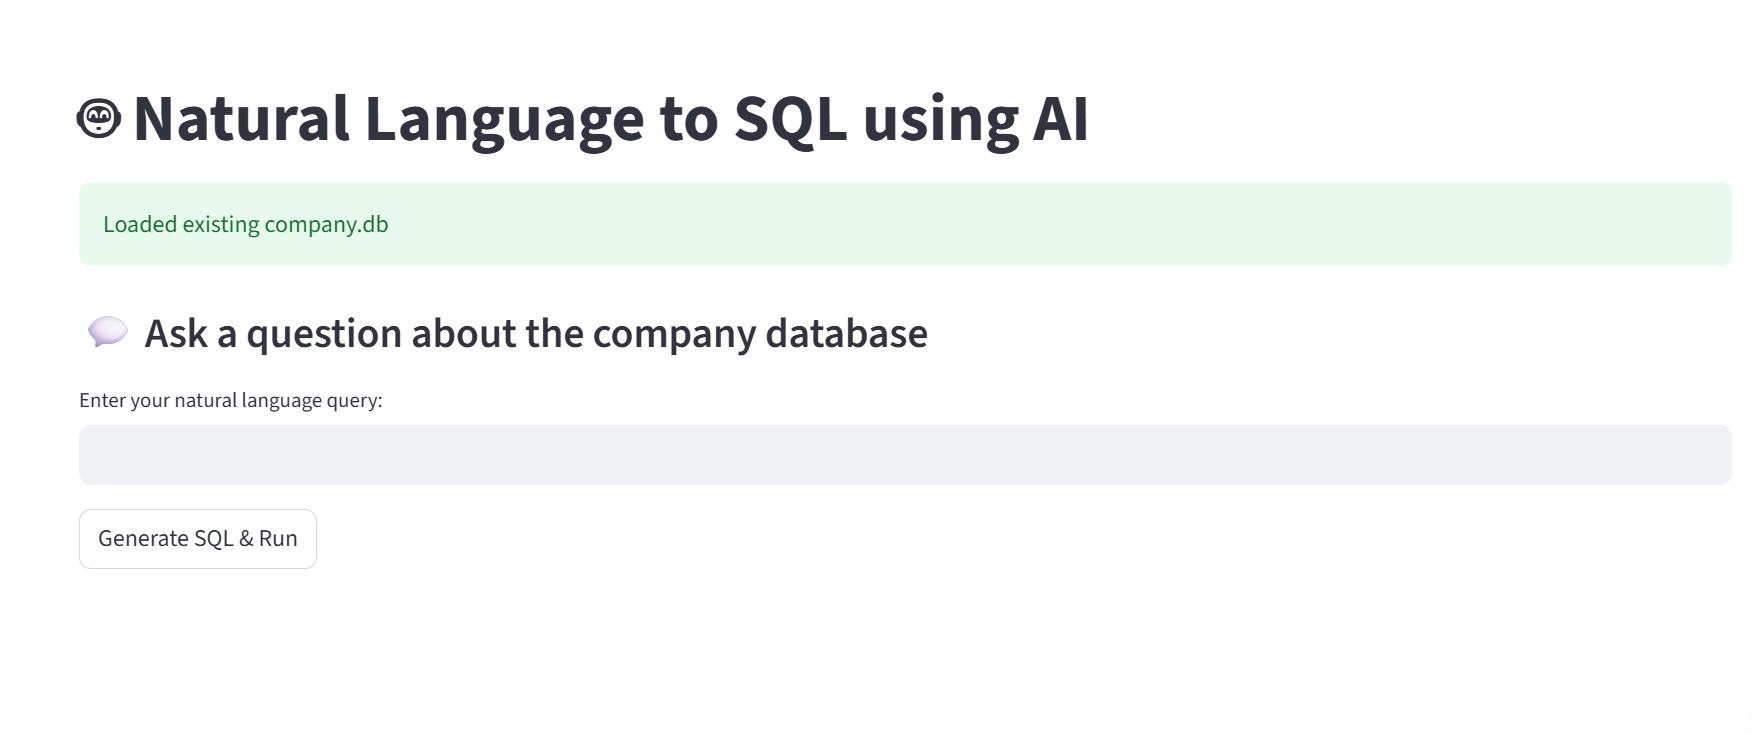 Natural Language to SQL using AI
Loaded existing company.db
Ask a question about the company database
Enter your natural language query:
Generate SQL & Run